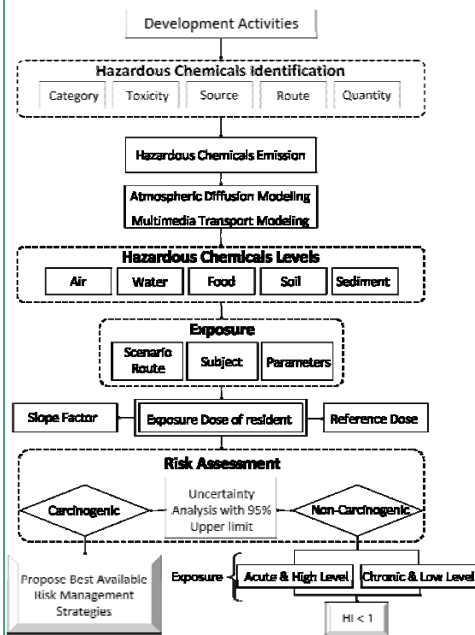 Development Activities
Hazardous Chemicals Identification
Category
Toxicity
Source
Route
Quantity
Hazardous Chemicals Emission
Atmospheric Diffusion Modeling
Multimedia Transport Modeling
Hazardous Chemicals Levels
Air
Water
Food
Soil
Sediment
Exposure
Scenario
Route
Subject
Parameters
Slope Factor
Exposure Dose of resident
Reference Dose
Risk Assessment
Carcinogenic
Uncertainty
Analysis with 95%
Upper limit
Non-Carcinogenic
Propose Best Available
Risk Management
Strategies
Exposure
Acute & High Level
Chronic & Low Level
HI < 1